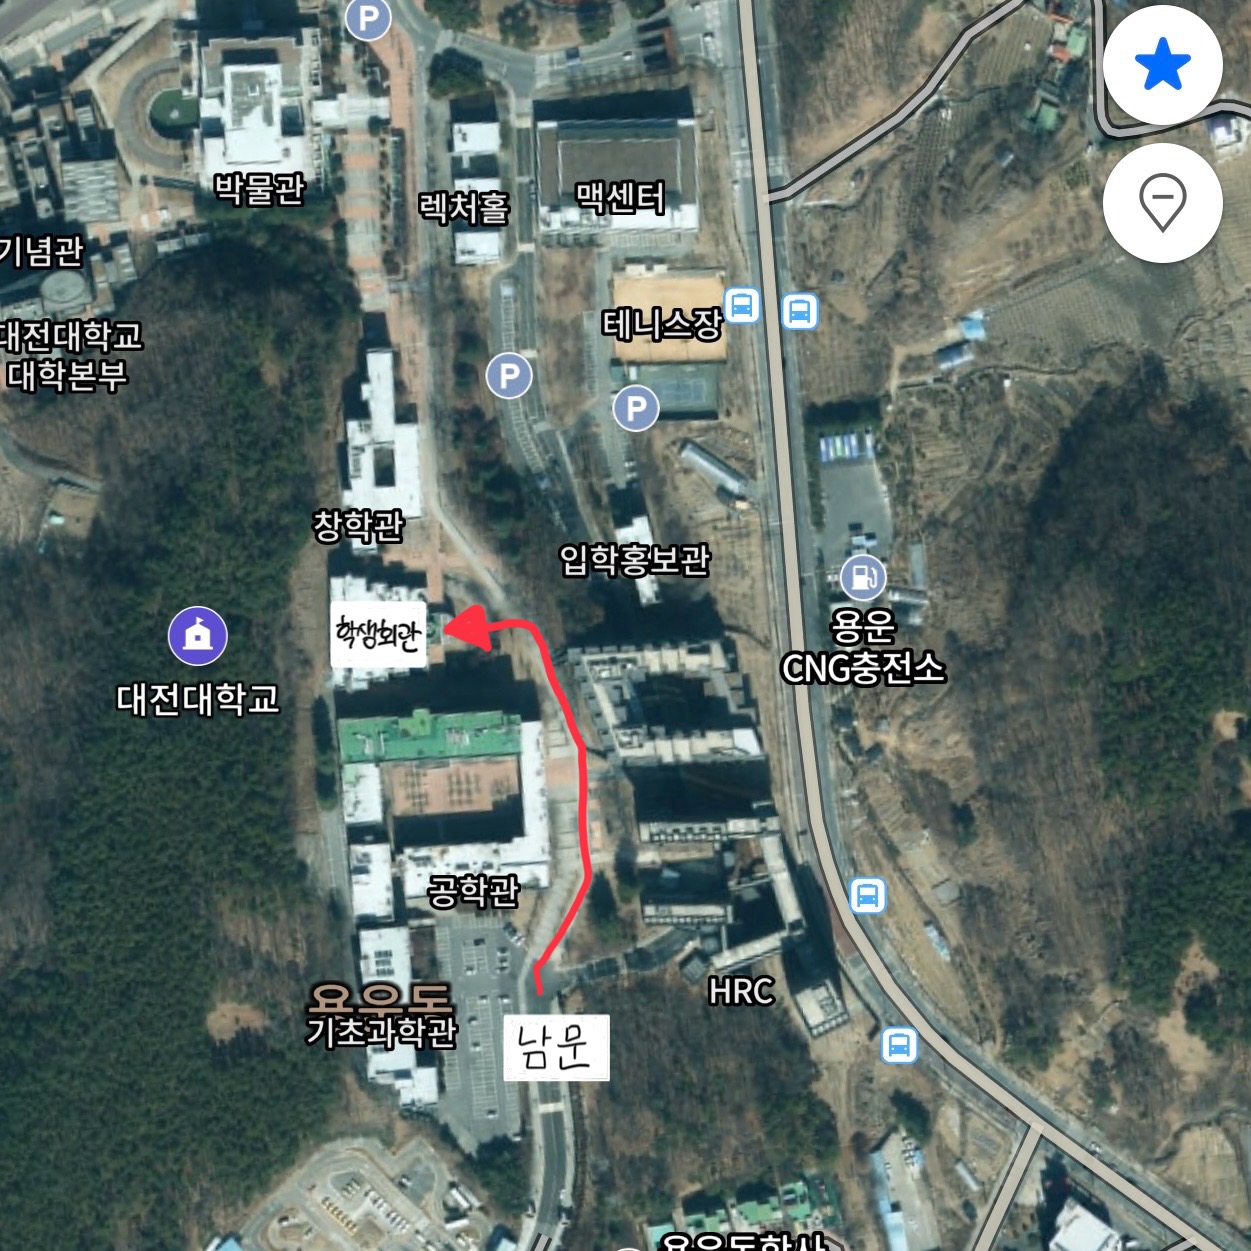 P
박물관
렉처홀
맥센터
기념관
대전대학교
대학본부
테니스장
P
P
창학관
입학홍보관
학생회관
용운
CNG충전소
대전대학교
공학관
HRC
용운동
기초과학관
남문